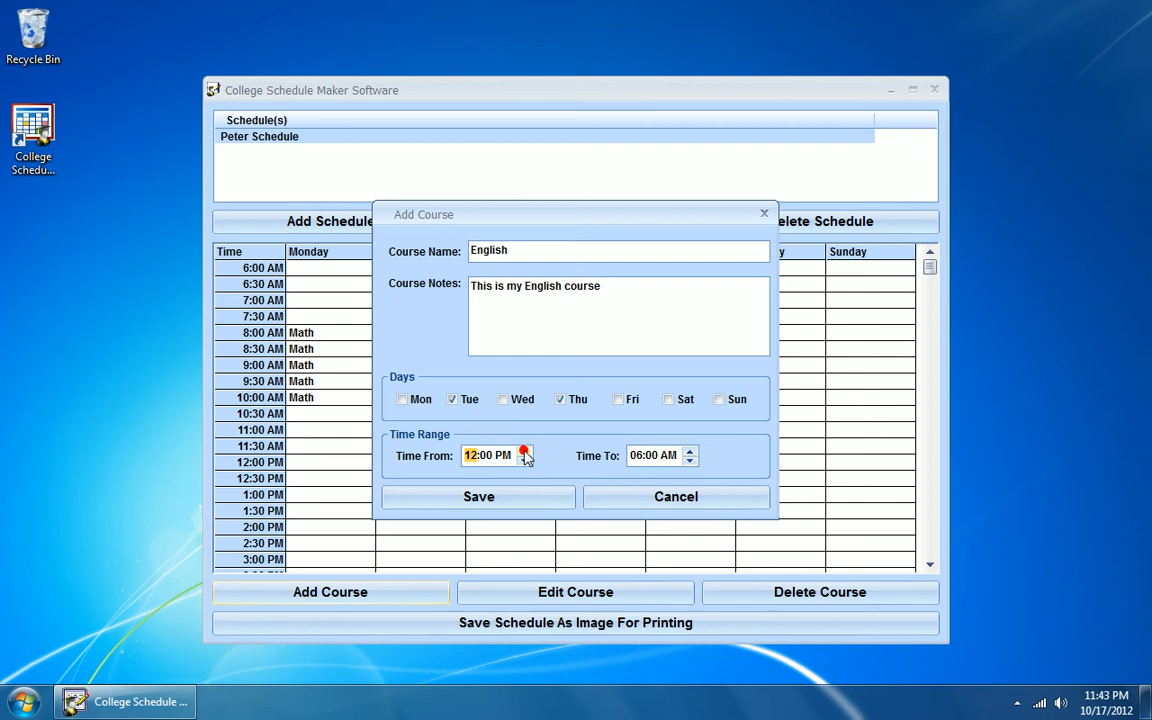 Recycle Bin
College
Schedu...
College Schedule Maker Software
Schedule(s)
Peter Schedule
Add Schedule
elete Schedule
Add Course
Course Name: English
Course Notes: This is my English course
Days
Mon Tue Wed Thu Fri Sat Sun
Time Range
Time From: 12:00 PM Time To: 06:00 AM
Save Cancel
Time Monday y Sunday
6:00 AM
6:30 AM
7:00 AM
7:30 AM
8:00 AM Math
8:30 AM Math
9:00 AM Math
9:30 AM Math
10:00 AM Math
10:30 AM
11:00 AM
11:30 AM
12:00 PM
12:30 PM
1:00 PM
1:30 PM
2:00 PM
2:30 PM
3:00 PM
Add Course Edit Course Delete Course
Save Schedule As Image For Printing
College Schedule ...
11:43 PM
10/17/2012